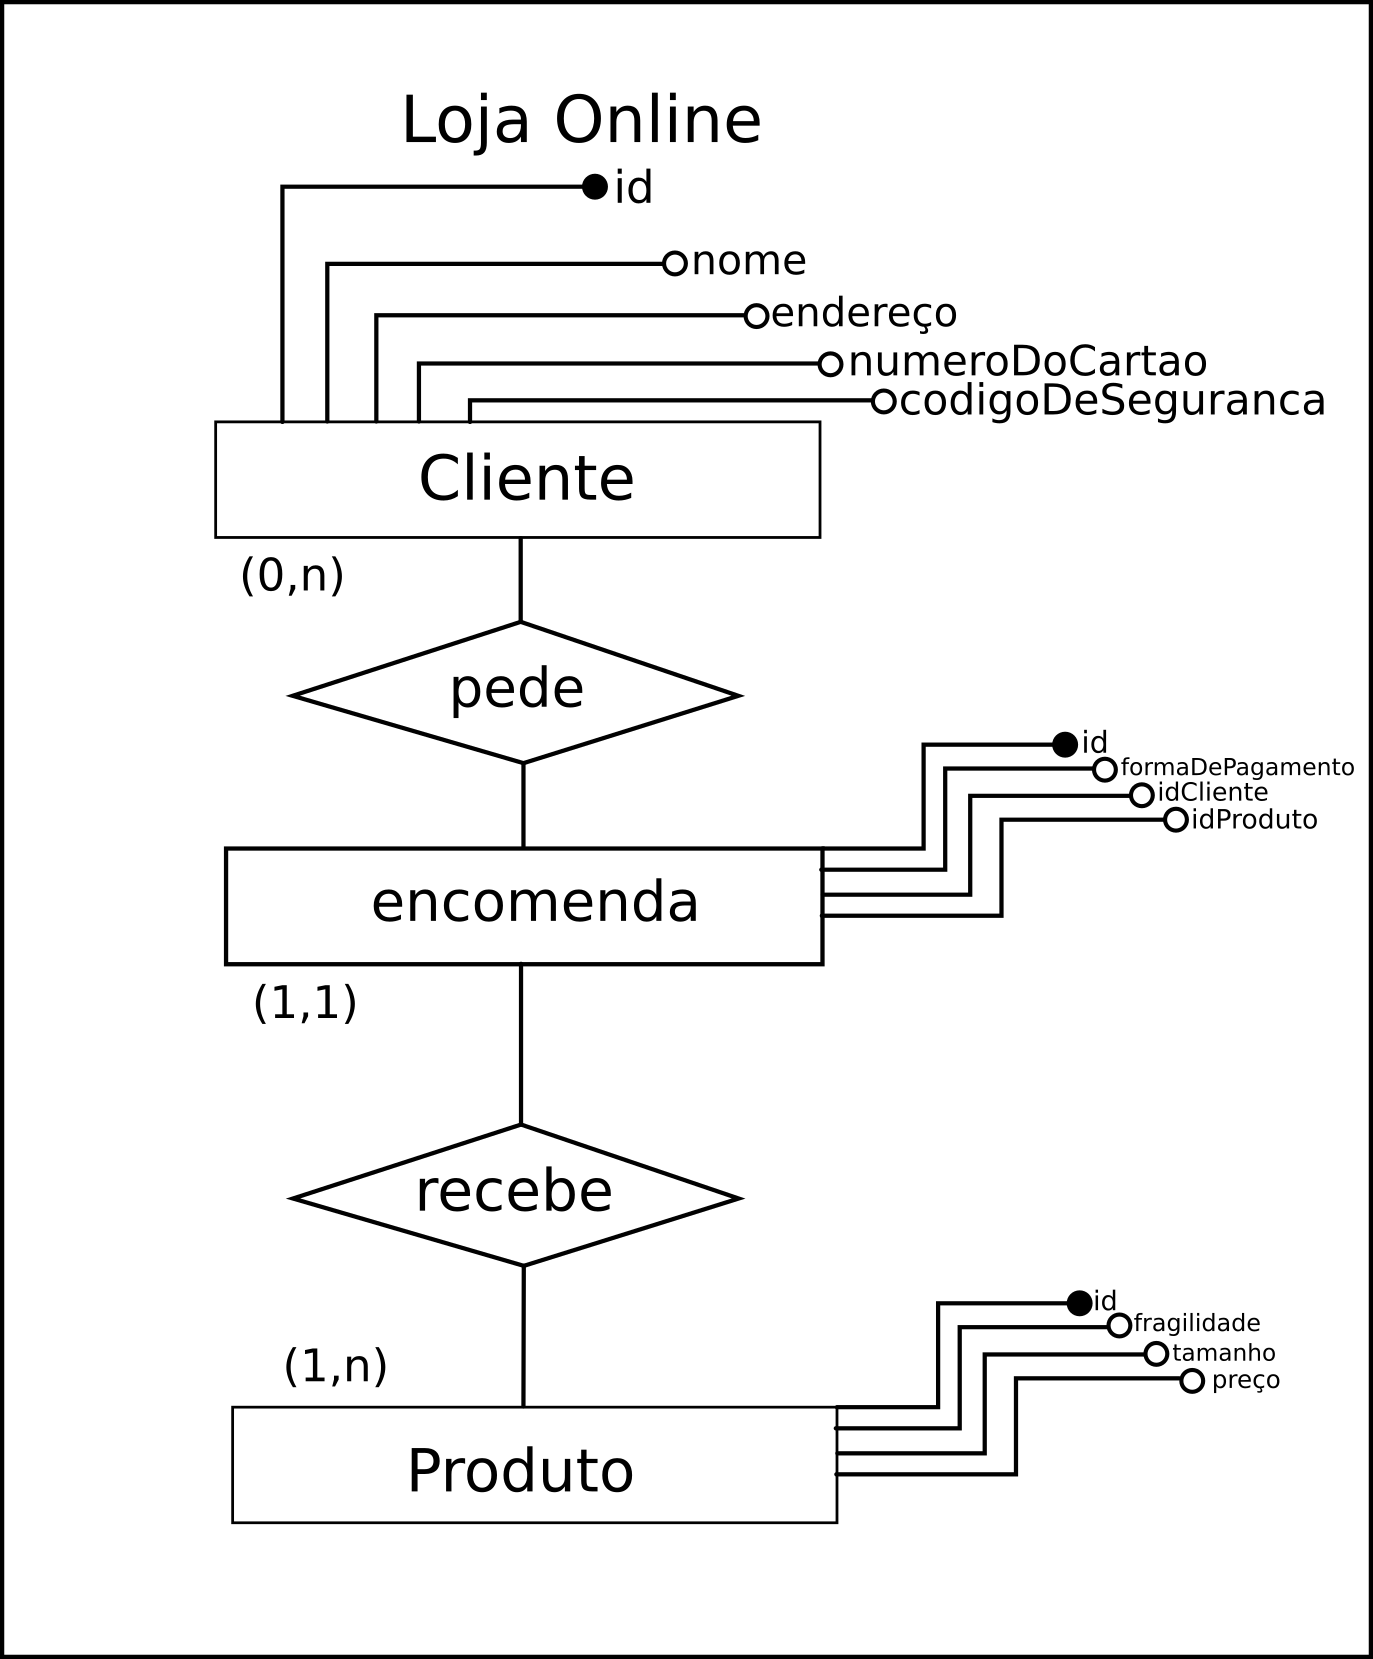 Loja Online
id
nome
endereço
numeroDoCartao
codigoDeSeguranca
Cliente
(0,n)
pede
id
formaDePagamento
idCliente
idProduto
encomenda
(1,1)
recebe
id
fragilidade
tamanho
preço
(1,n)
Produto